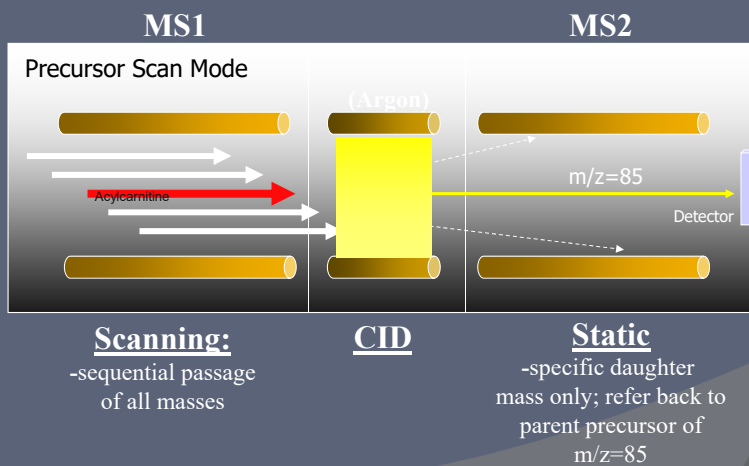 MS1
MS2
Precursor Scan Mode
(Argon)
Acylcarnitine
m/z=85
Detector
Scanning:
-sequential passage
of all masses
CID
Static
-specific daughter
mass only; refer back to
parent precursor of
m/z=85